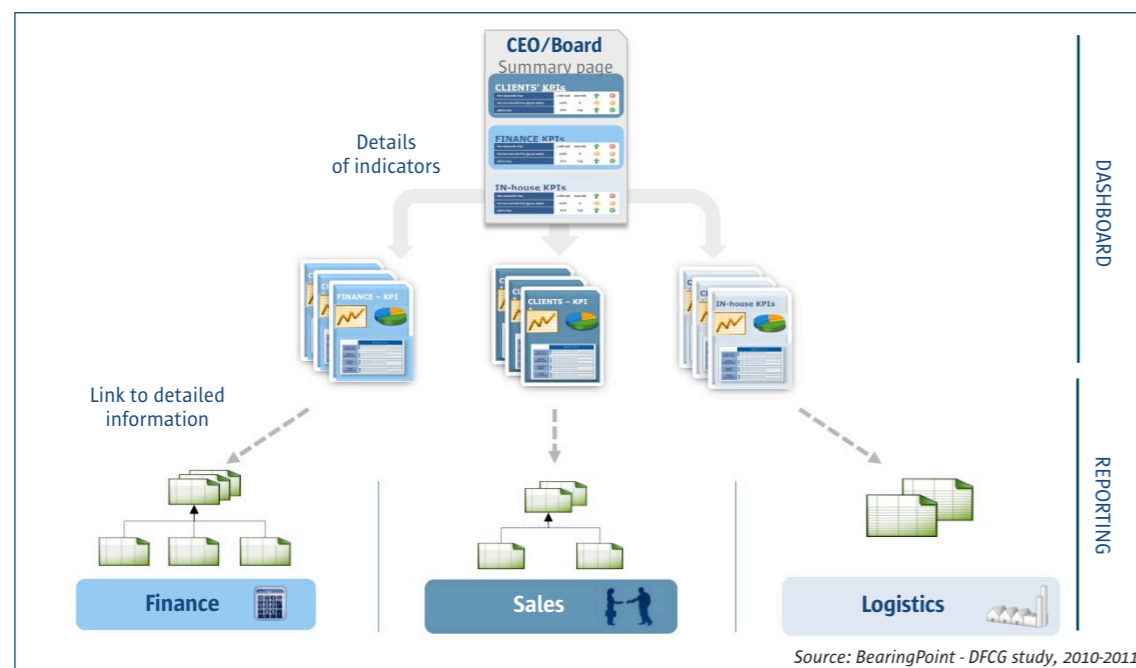 CEO/Board
Summary page
CLIENTS' KPIs
FINANCE KPIs
IN-house KPIs
Details
of indicators
DASHBOARD
FINANCE – KPI
CLIENTS – KPI
IN-house KPIs
Link to detailed
information
REPORTING
Finance
Sales
Logistics
Source: BearingPoint - DFCG study, 2010-2011